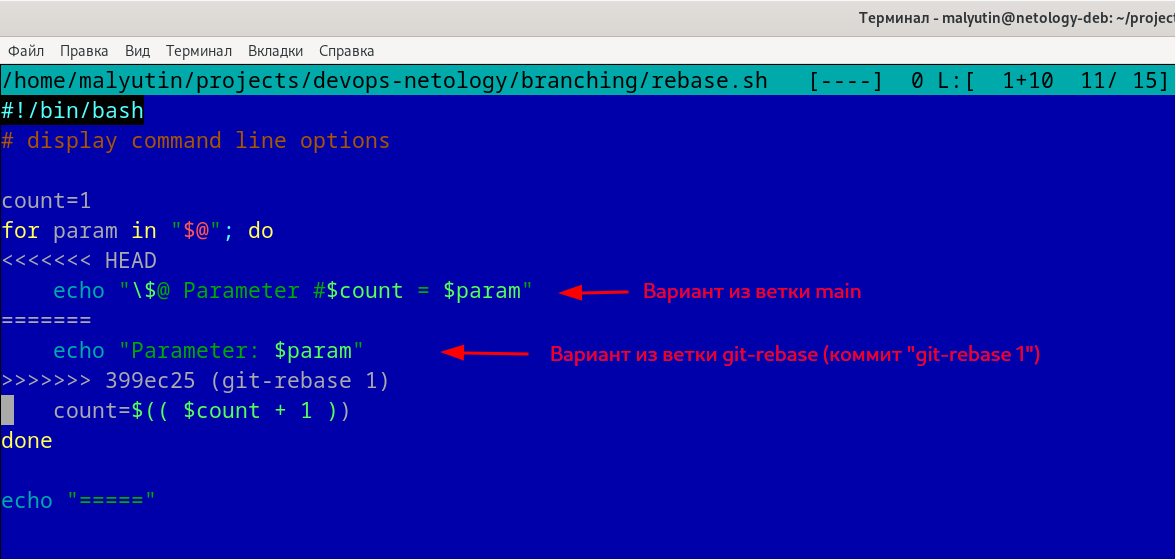 Терминал - malyutin@netology-deb: ~/project
Файл Правка Вид Терминал Вкладки Справка
/home/malyutin/projects/devops-netology/branching/rebase.sh [----] 0 L:[ 1+10 11/ 15]
#!/bin/bash
# display command line options
count=1
for param in "$@"; do
<<<<<<< HEAD
echo "\$@ Parameter #$count = $param" Вариант из ветки main
=======
echo "Parameter: $param" Вариант из ветки git-rebase (коммит "git-rebase 1")
>>>>>>> 399ec25 (git-rebase 1)
count=$(( $count + 1 ))
done
echo "====="